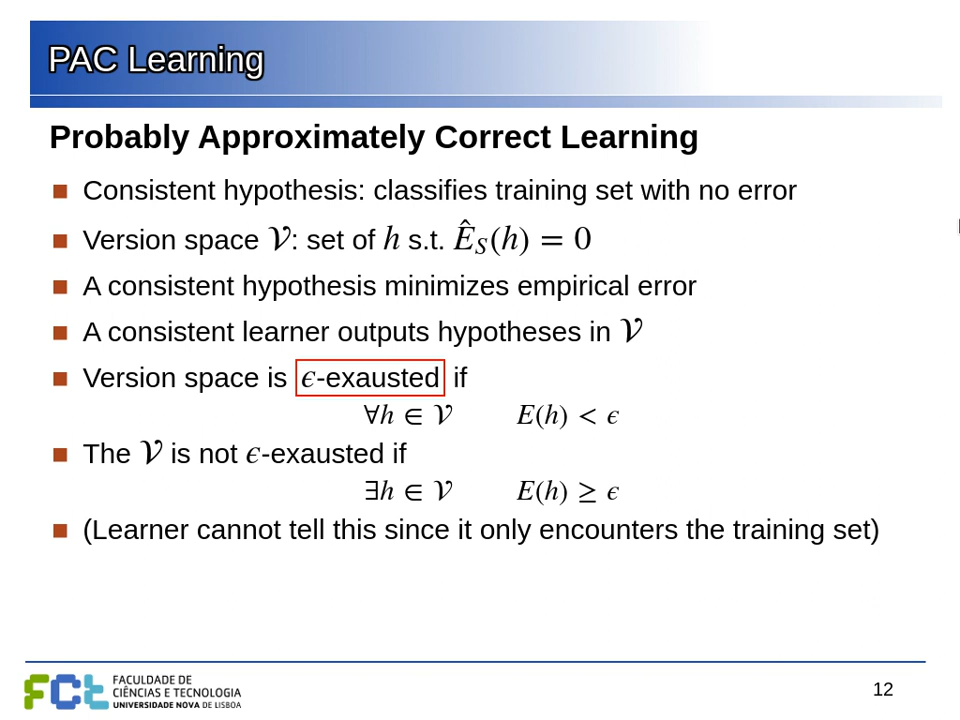 PAC Learning
Probably Approximately Correct Learning
Consistent hypothesis: classifies training set with no error
Version space 𝒱: set of h s.t. Ê_S(h) = 0
A consistent hypothesis minimizes empirical error
A consistent learner outputs hypotheses in 𝒱
Version space is ϵ-exausted if
∀h ∈ 𝒱 E(h) < ϵ
The 𝒱 is not ϵ-exausted if
∃h ∈ 𝒱 E(h) ≥ ϵ
(Learner cannot tell this since it only encounters the training set)
FCt
FACULDADE DE
CIÊNCIAS E TECNOLOGIA
UNIVERSIDADE NOVA DE LISBOA
12